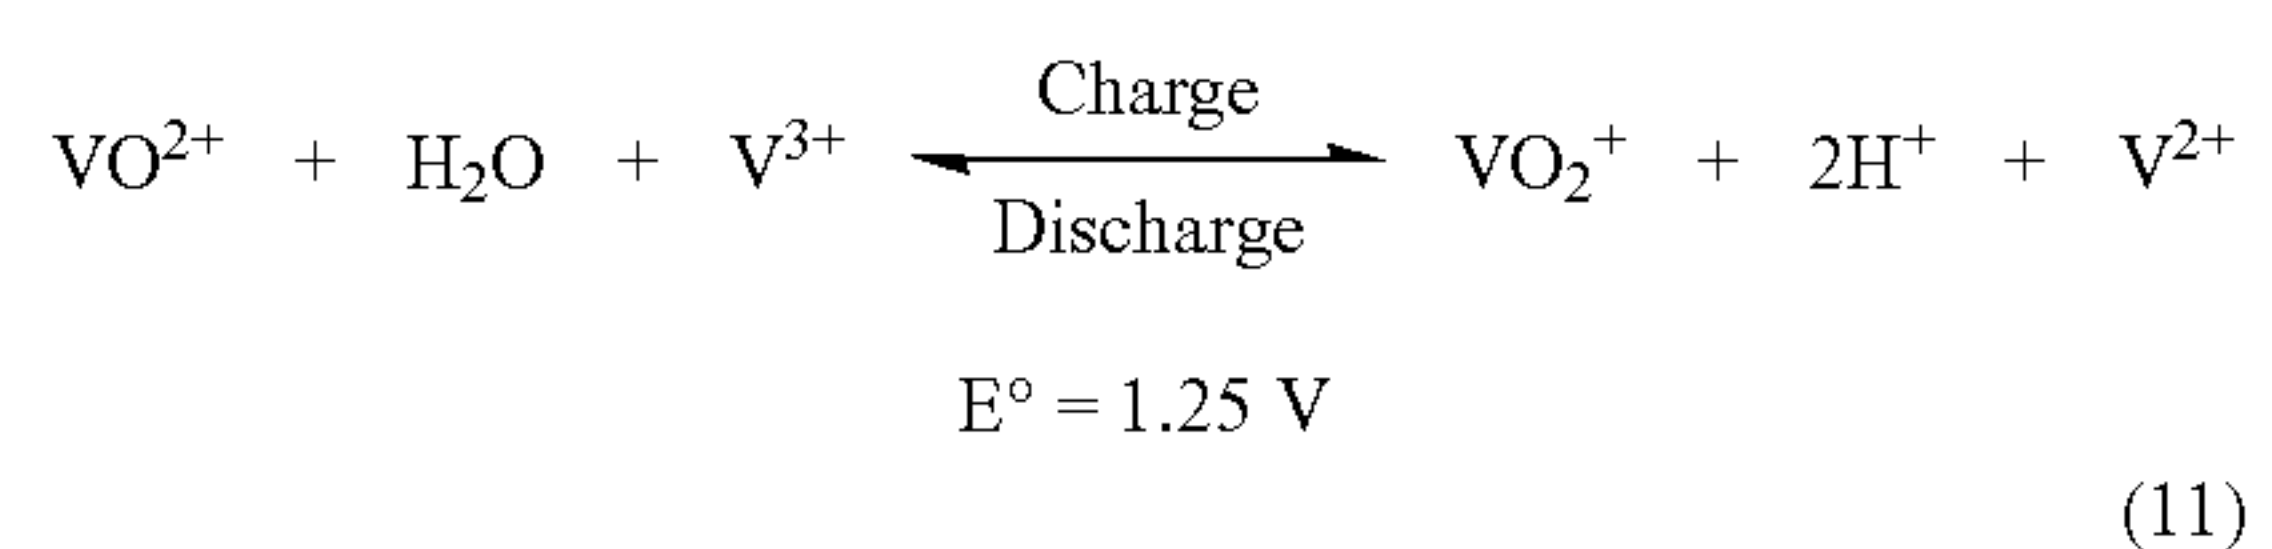 Charge
VO²⁺ + H₂O + V³⁺ ⇌ VO₂⁺ + 2H⁺ + V²⁺
Discharge
E° = 1.25 V
(11)